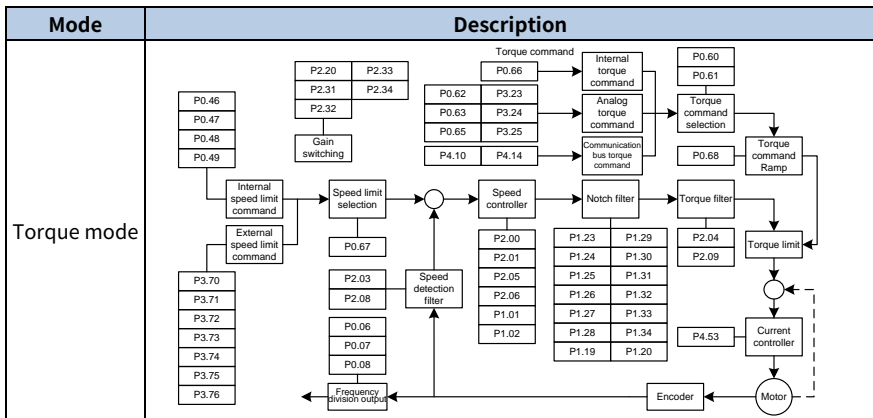 Mode
Description
Torque mode
Torque command
P0.66
Internal
torque
command
P0.60
P0.61
P2.20
P2.33
P2.31
P2.34
P2.32
Gain
switching
P0.46
P0.47
P0.48
P0.49
P0.62
P3.23
P0.63
P3.24
P0.65
P3.25
Analog
torque
command
Torque
command
selection
P4.10
P4.14
Communication
bus torque
command
P0.68
Torque
command
Ramp
Internal
speed limit
command
Speed limit
selection
Speed
controller
Notch filter
Torque filter
External
speed limit
command
P0.67
P2.00
P2.01
P2.05
P2.06
P1.01
P1.02
P1.23
P1.29
P1.24
P1.30
P1.25
P1.31
P1.26
P1.32
P1.27
P1.33
P1.28
P1.34
P1.19
P1.20
P2.04
P2.09
Torque limit
P3.70
P3.71
P3.72
P3.73
P3.74
P3.75
P3.76
P2.03
P2.08
Speed
detection
filter
P0.06
P0.07
P0.08
P4.53
Current
controller
Frequency
division output
Encoder
Motor